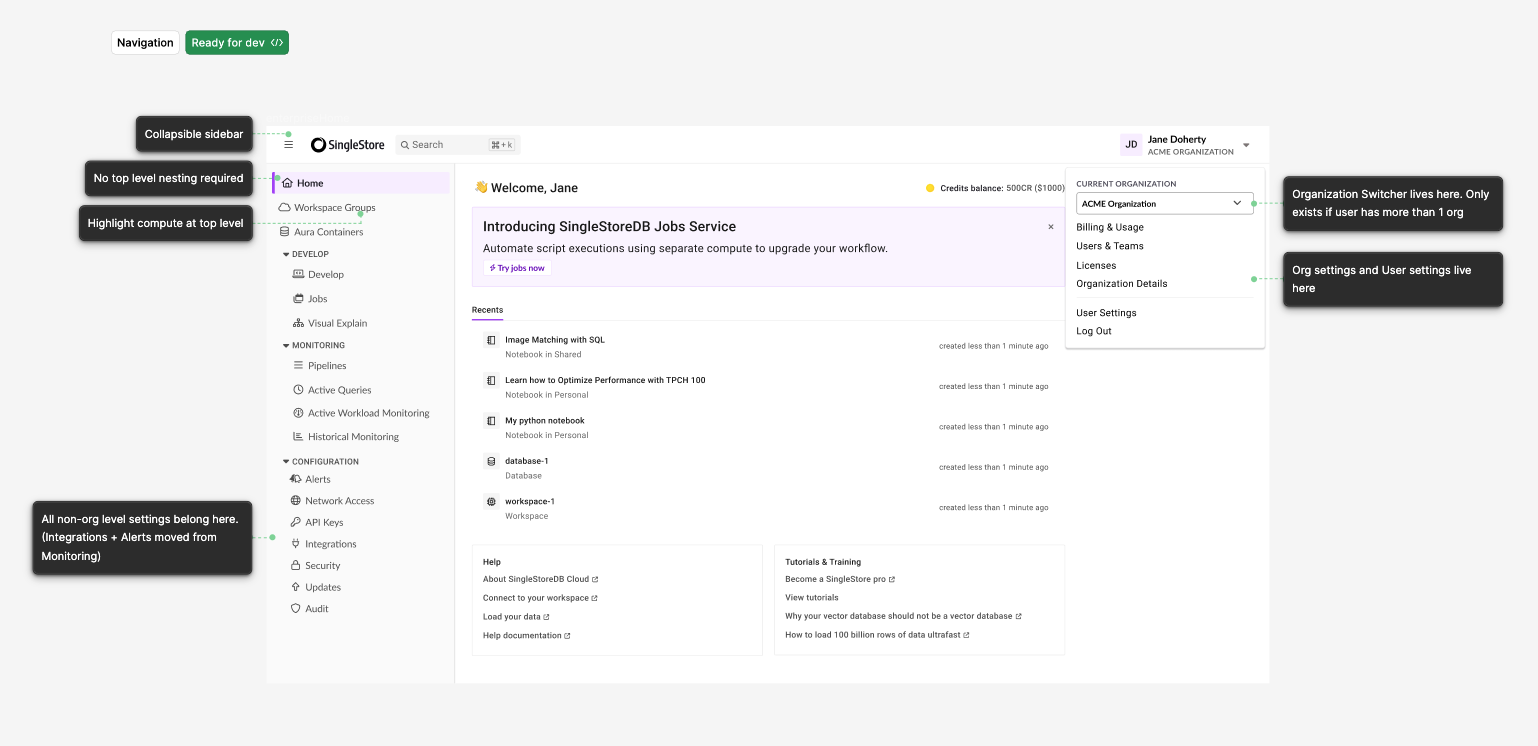 Navigation
Ready for dev </>
Collapsible sidebar
No top level nesting required
Highlight compute at top level
All non-org level settings belong here.
(Integrations + Alerts moved from
Monitoring)
SingleStore
Search
⌘+k
JD
Jane Doherty
ACME ORGANIZATION
Home
Workspace Groups
Aura Containers
DEVELOP
Develop
Jobs
Visual Explain
MONITORING
Pipelines
Active Queries
Active Workload Monitoring
Historical Monitoring
CONFIGURATION
Alerts
Network Access
API Keys
Integrations
Security
Updates
Audit
👋 Welcome, Jane
Credits balance: 500CR ($1000)
Introducing SingleStoreDB Jobs Service
×
Automate script executions using separate compute to upgrade your workflow.
Try jobs now
Recents
Image Matching with SQL
Notebook in Shared
created less than 1 minute ago
Learn how to Optimize Performance with TPCH 100
Notebook in Personal
created less than 1 minute ago
My python notebook
Notebook in Personal
created less than 1 minute ago
database-1
Database
created less than 1 minute ago
workspace-1
Workspace
created less than 1 minute ago
Help
About SingleStoreDB Cloud
Connect to your workspace
Load your data
Help documentation
Tutorials & Training
Become a SingleStore pro
View tutorials
Why your vector database should not be a vector database
How to load 100 billion rows of data ultrafast
CURRENT ORGANIZATION
ACME Organization
Billing & Usage
Users & Teams
Licenses
Organization Details
User Settings
Log Out
Organization Switcher lives here. Only
exists if user has more than 1 org
Org settings and User settings live
here